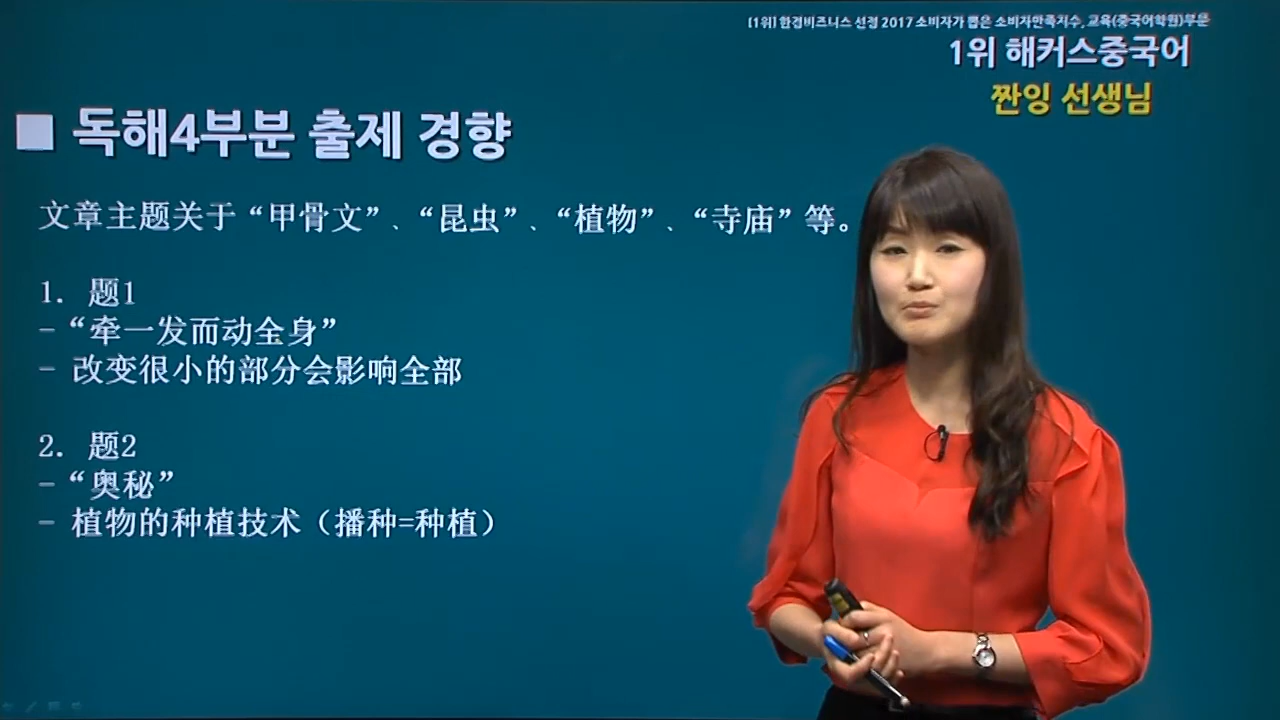 [1위] 한경비즈니스 선정 2017 소비자가 뽑은 소비자만족지수, 교육(중국어학원)부문
1위 해커스중국어
짠잉 선생님
■ 독해4부분 출제 경향
文章主题关于“甲骨文”、“昆虫”、“植物”、“寺庙”等。
1. 题1
- “牵一发而动全身”
- 改变很小的部分会影响全部
2. 题2
- “奥秘”
- 植物的种植技术（播种=种植）